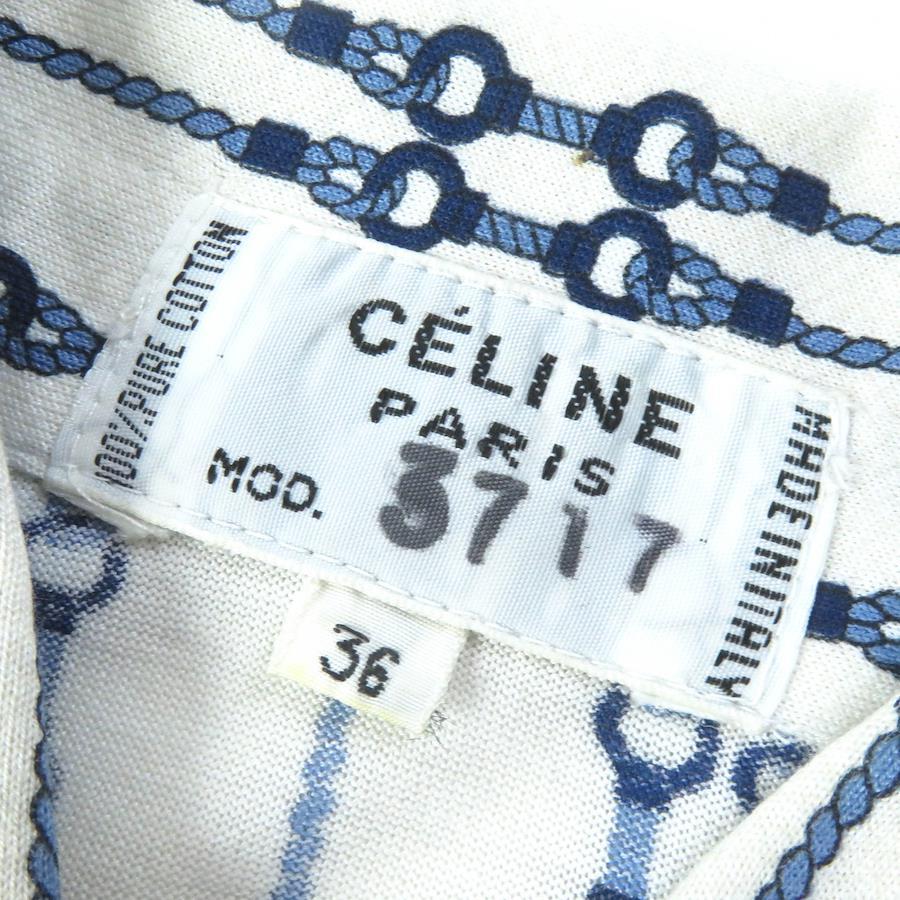 100% PURE COTTON
CÉLINE
PARIS
MOD. 3717
MADE IN ITALY
36